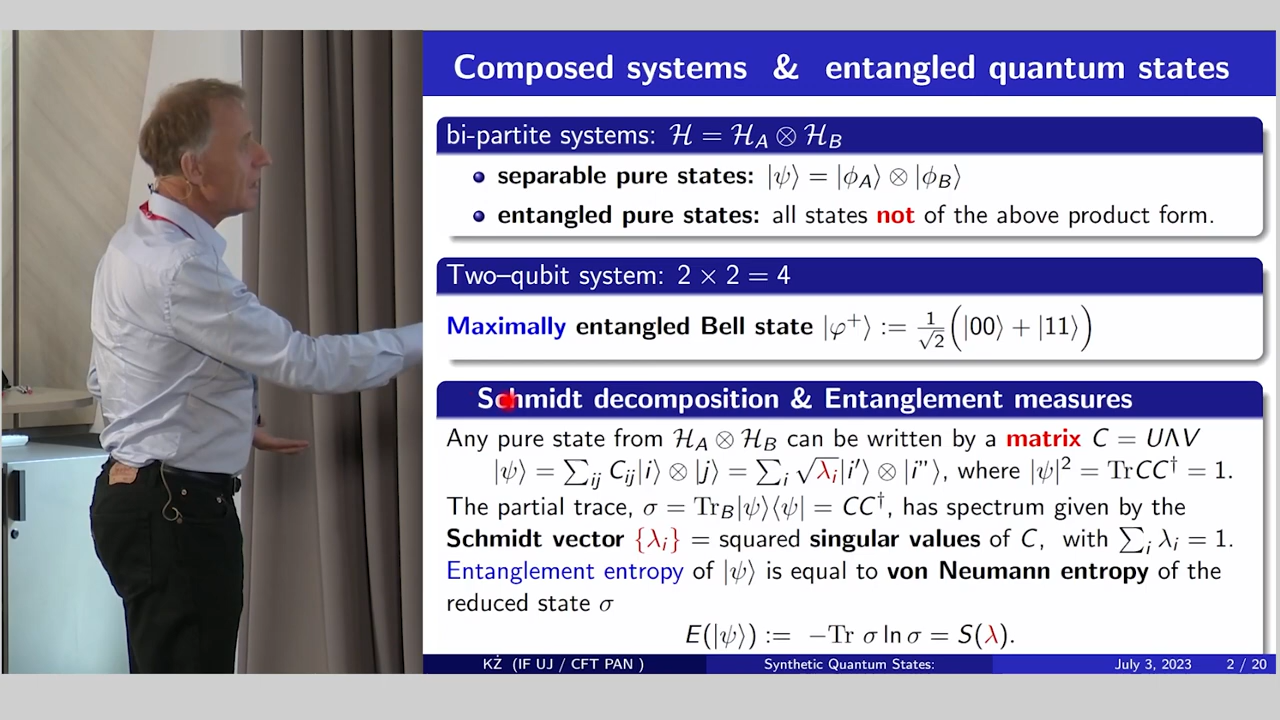 Composed systems & entangled quantum states
bi-partite systems: ℋ = ℋ_A ⊗ ℋ_B
separable pure states: |ψ⟩ = |ϕ_A⟩ ⊗ |ϕ_B⟩
entangled pure states: all states not of the above product form.
Two–qubit system: 2 × 2 = 4
Maximally entangled Bell state |φ⁺⟩ := 1/√2 (|00⟩ + |11⟩)
Schmidt decomposition & Entanglement measures
Any pure state from ℋ_A ⊗ ℋ_B can be written by a matrix C = UΛV
|ψ⟩ = ∑_ij C_ij|i⟩ ⊗ |j⟩ = ∑_i √λ_i|i′⟩ ⊗ |i”⟩, where |ψ|² = TrCC† = 1.
The partial trace, σ = Tr_B|ψ⟩⟨ψ| = CC†, has spectrum given by the
Schmidt vector {λ_i} = squared singular values of C, with ∑_i λ_i = 1.
Entanglement entropy of |ψ⟩ is equal to von Neumann entropy of the
reduced state σ
E(|ψ⟩) := −Tr σ ln σ = S(λ).
KŻ (IF UJ / CFT PAN ) Synthetic Quantum States: July 3, 2023 2 / 20